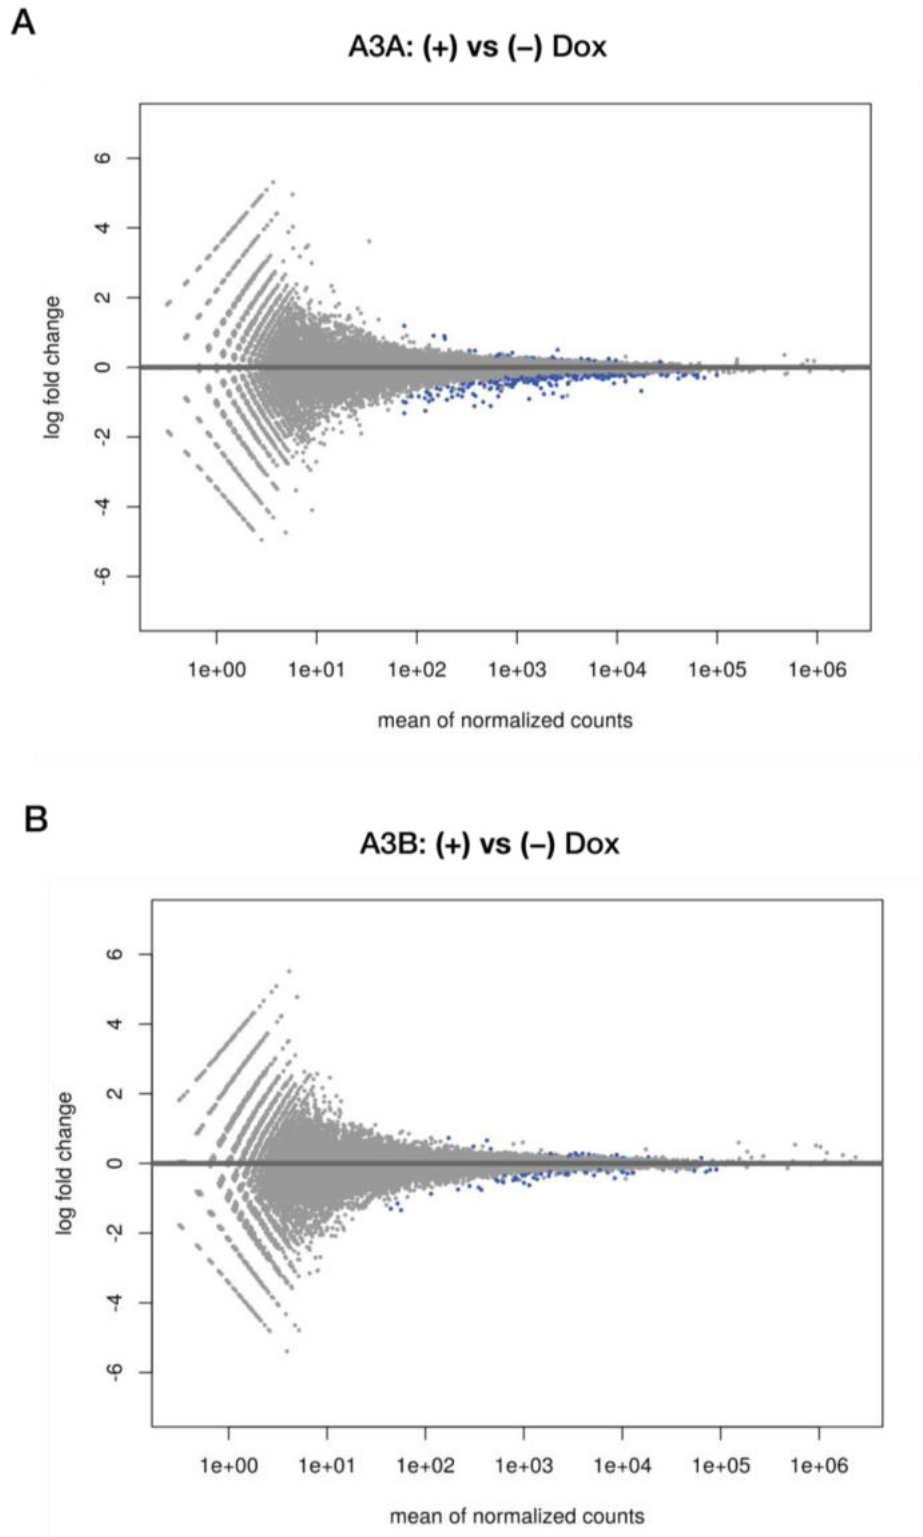 A
A3A: (+) vs (–) Dox
6
4
2
0
-2
-4
-6
log fold change
1e+00 1e+01 1e+02 1e+03 1e+04 1e+05 1e+06
mean of normalized counts
B
A3B: (+) vs (–) Dox
6
4
2
0
-2
-4
-6
log fold change
1e+00 1e+01 1e+02 1e+03 1e+04 1e+05 1e+06
mean of normalized counts